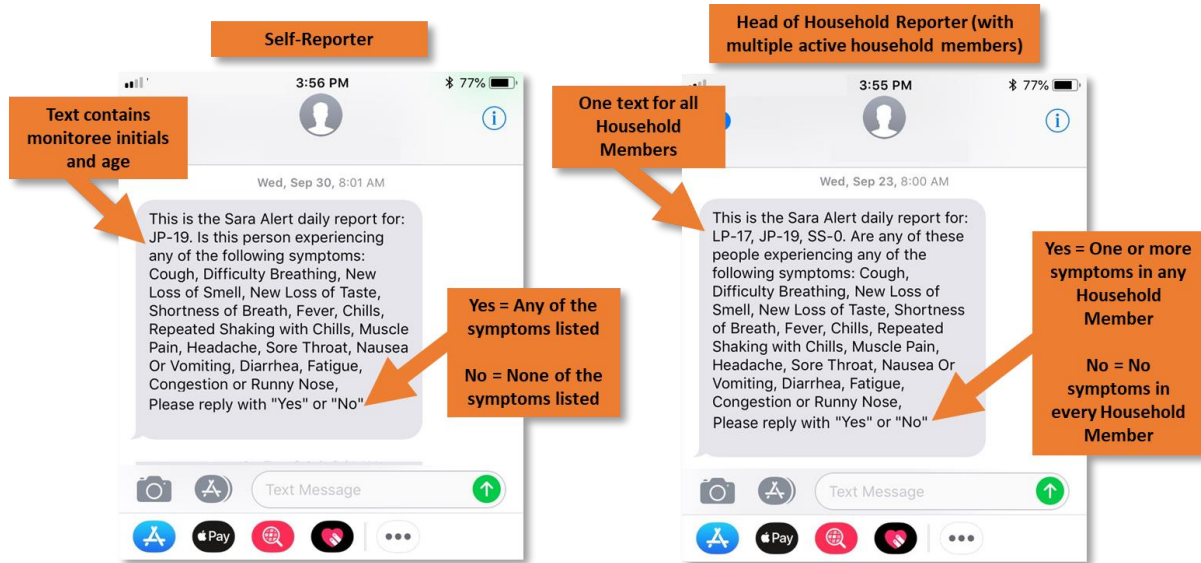 Self-Reporter
3:56 PM
77%
Text contains
monitoree initials
and age
Wed, Sep 30, 8:01 AM
This is the Sara Alert daily report for:
JP-19. Is this person experiencing
any of the following symptoms:
Cough, Difficulty Breathing, New
Loss of Smell, New Loss of Taste,
Shortness of Breath, Fever, Chills,
Repeated Shaking with Chills, Muscle
Pain, Headache, Sore Throat, Nausea
Or Vomiting, Diarrhea, Fatigue,
Congestion or Runny Nose,
Please reply with "Yes" or "No"
Yes = Any of the
symptoms listed
No = None of the
symptoms listed
Text Message
Pay
Head of Household Reporter (with
multiple active household members)
3:55 PM
77%
One text for all
Household
Members
Wed, Sep 23, 8:00 AM
This is the Sara Alert daily report for:
LP-17, JP-19, SS-0. Are any of these
people experiencing any of the
following symptoms: Cough,
Difficulty Breathing, New Loss of
Smell, New Loss of Taste, Shortness
of Breath, Fever, Chills, Repeated
Shaking with Chills, Muscle Pain,
Headache, Sore Throat, Nausea Or
Vomiting, Diarrhea, Fatigue,
Congestion or Runny Nose,
Please reply with "Yes" or "No"
Yes = One or more
symptoms in any
Household
Member
No = No
symptoms in
every Household
Member
Text Message
Pay